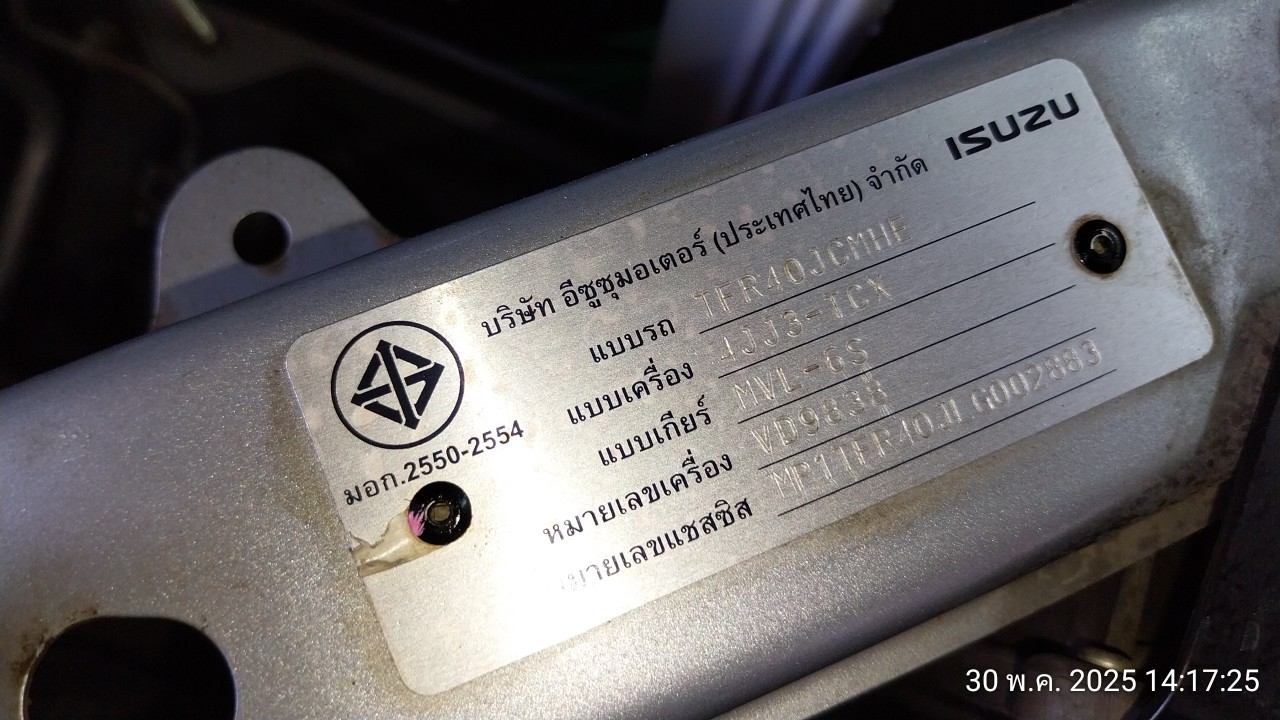 ISUZU
บริษัท อีซูซุมอเตอร์ (ประเทศไทย) จำกัด
แบบรถ TFR40JCMHE
แบบเครื่อง 4JJ3-TCX
แบบเกียร์ MVL-6S
หมายเลขเครื่อง VD9838
หมายเลขแชสซิส
มอก.2550-2554
30 พ.ค. 2025 14:17:25